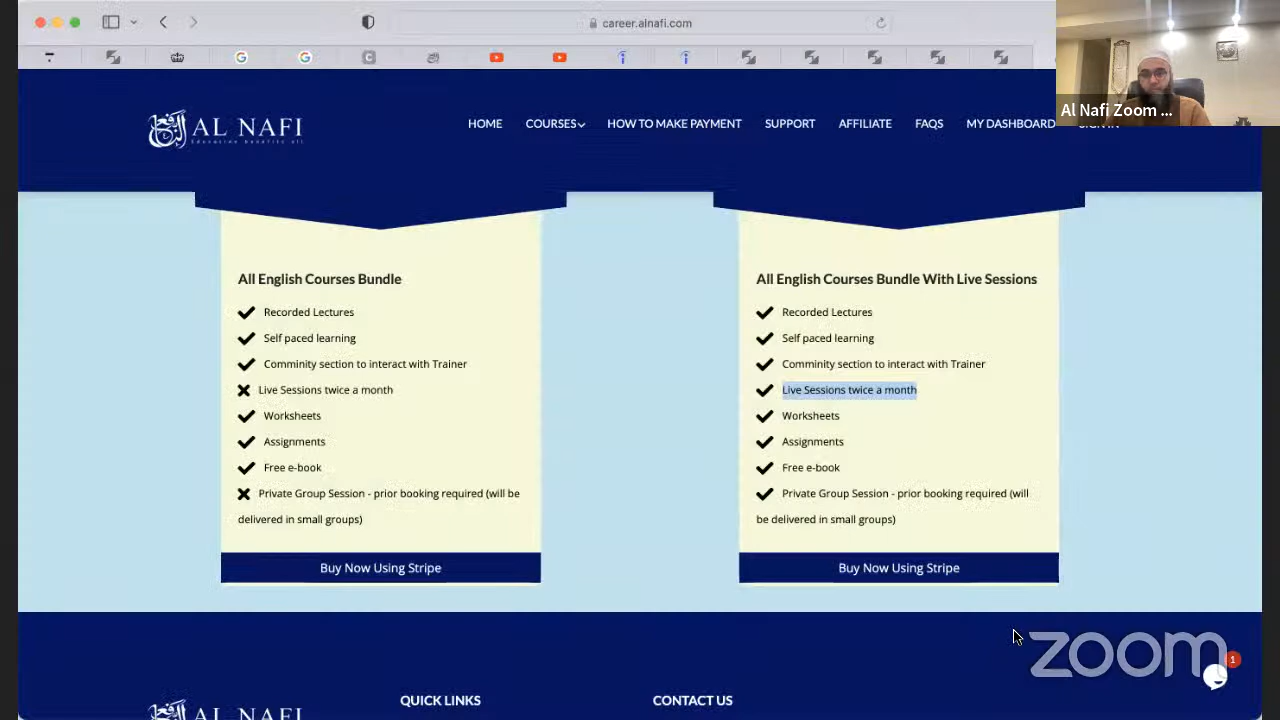 career.alnafi.com
Al Nafi Zoom ...
AL NAFI
HOME COURSES HOW TO MAKE PAYMENT SUPPORT AFFILIATE FAQS MY DASHBOARD SIGN IN
All English Courses Bundle
Recorded Lectures
Self paced learning
Comminity section to interact with Trainer
Live Sessions twice a month
Worksheets
Assignments
Free e-book
Private Group Session - prior booking required (will be
delivered in small groups)
Buy Now Using Stripe
All English Courses Bundle With Live Sessions
Recorded Lectures
Self paced learning
Comminity section to interact with Trainer
Live Sessions twice a month
Worksheets
Assignments
Free e-book
Private Group Session - prior booking required (will
be delivered in small groups)
Buy Now Using Stripe
zoom
1
AL NAFI
QUICK LINKS
CONTACT US